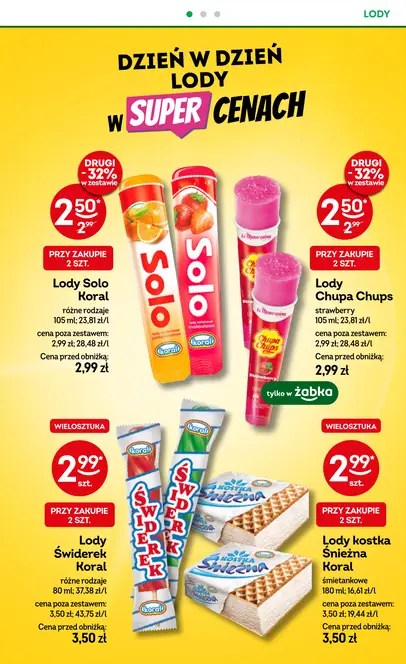 LODY
DZIEŃ W DZIEŃ
LODY
W SUPER CENACH
DRUGI
-32%
w zestawie
2 50*
2 99
PRZY ZAKUPIE
2 SZT.
Lody Solo
Koral
różne rodzaje
105 ml; 23,81 zł/l
cena poza zestawem:
2,99 zł; 28,48 zł/l
Cena przed obniżką:
2,99 zł
Solo
Koral
Solo
Koral
Chupa Chups
Chupa Chups
strawberry
tylko w żabka
DRUGI
-32%
w zestawie
2 50*
2 99
PRZY ZAKUPIE
2 SZT.
Lody
Chupa Chups
strawberry
105 ml; 23,81 zł/l
cena poza zestawem:
2,99 zł; 28,48 zł/l
Cena przed obniżką:
2,99 zł
WIELOSZTUKA
2 99*
szt.
PRZY ZAKUPIE
2 SZT.
Lody
Świderek
Koral
różne rodzaje
80 ml; 37,38 zł/l
cena poza zestawem:
3,50 zł; 43,75 zł/l
Cena przed obniżką:
3,50 zł
Koral
ŚWIDEREK
Koral
ŚWIDEREK
KOSTKA
Śnieżna
KOSTKA
Śnieżna
WIELOSZTUKA
2 99*
szt.
PRZY ZAKUPIE
2 SZT.
Lody kostka
Śnieżna
Koral
śmietankowe
180 ml; 16,61 zł/l
cena poza zestawem:
3,50 zł; 19,44 zł/l
Cena przed obniżką:
3,50 zł